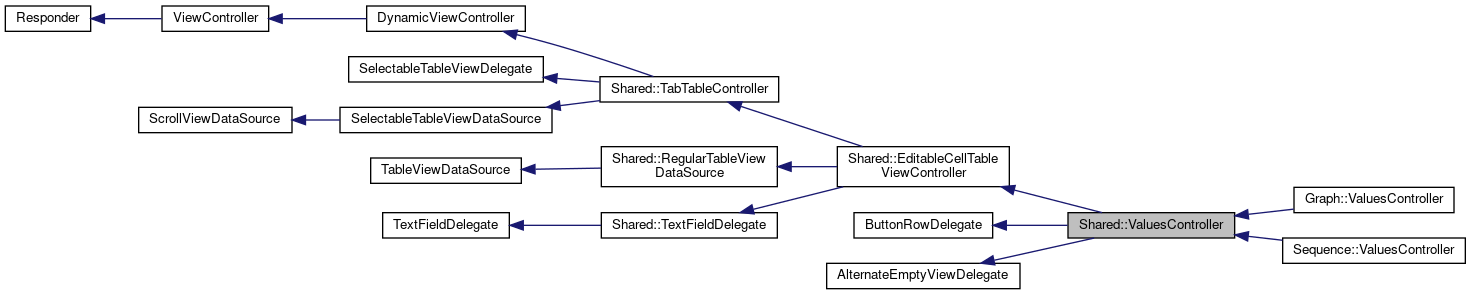 Responder
ViewController
DynamicViewController
SelectableTableViewDelegate
Shared::TabTableController
ScrollViewDataSource
SelectableTableViewDataSource
Shared::EditableCellTable
ViewController
Shared::RegularTableView
DataSource
TableViewDataSource
Graph::ValuesController
TextFieldDelegate
Shared::TextFieldDelegate
ButtonRowDelegate
Shared::ValuesController
Sequence::ValuesController
AlternateEmptyViewDelegate